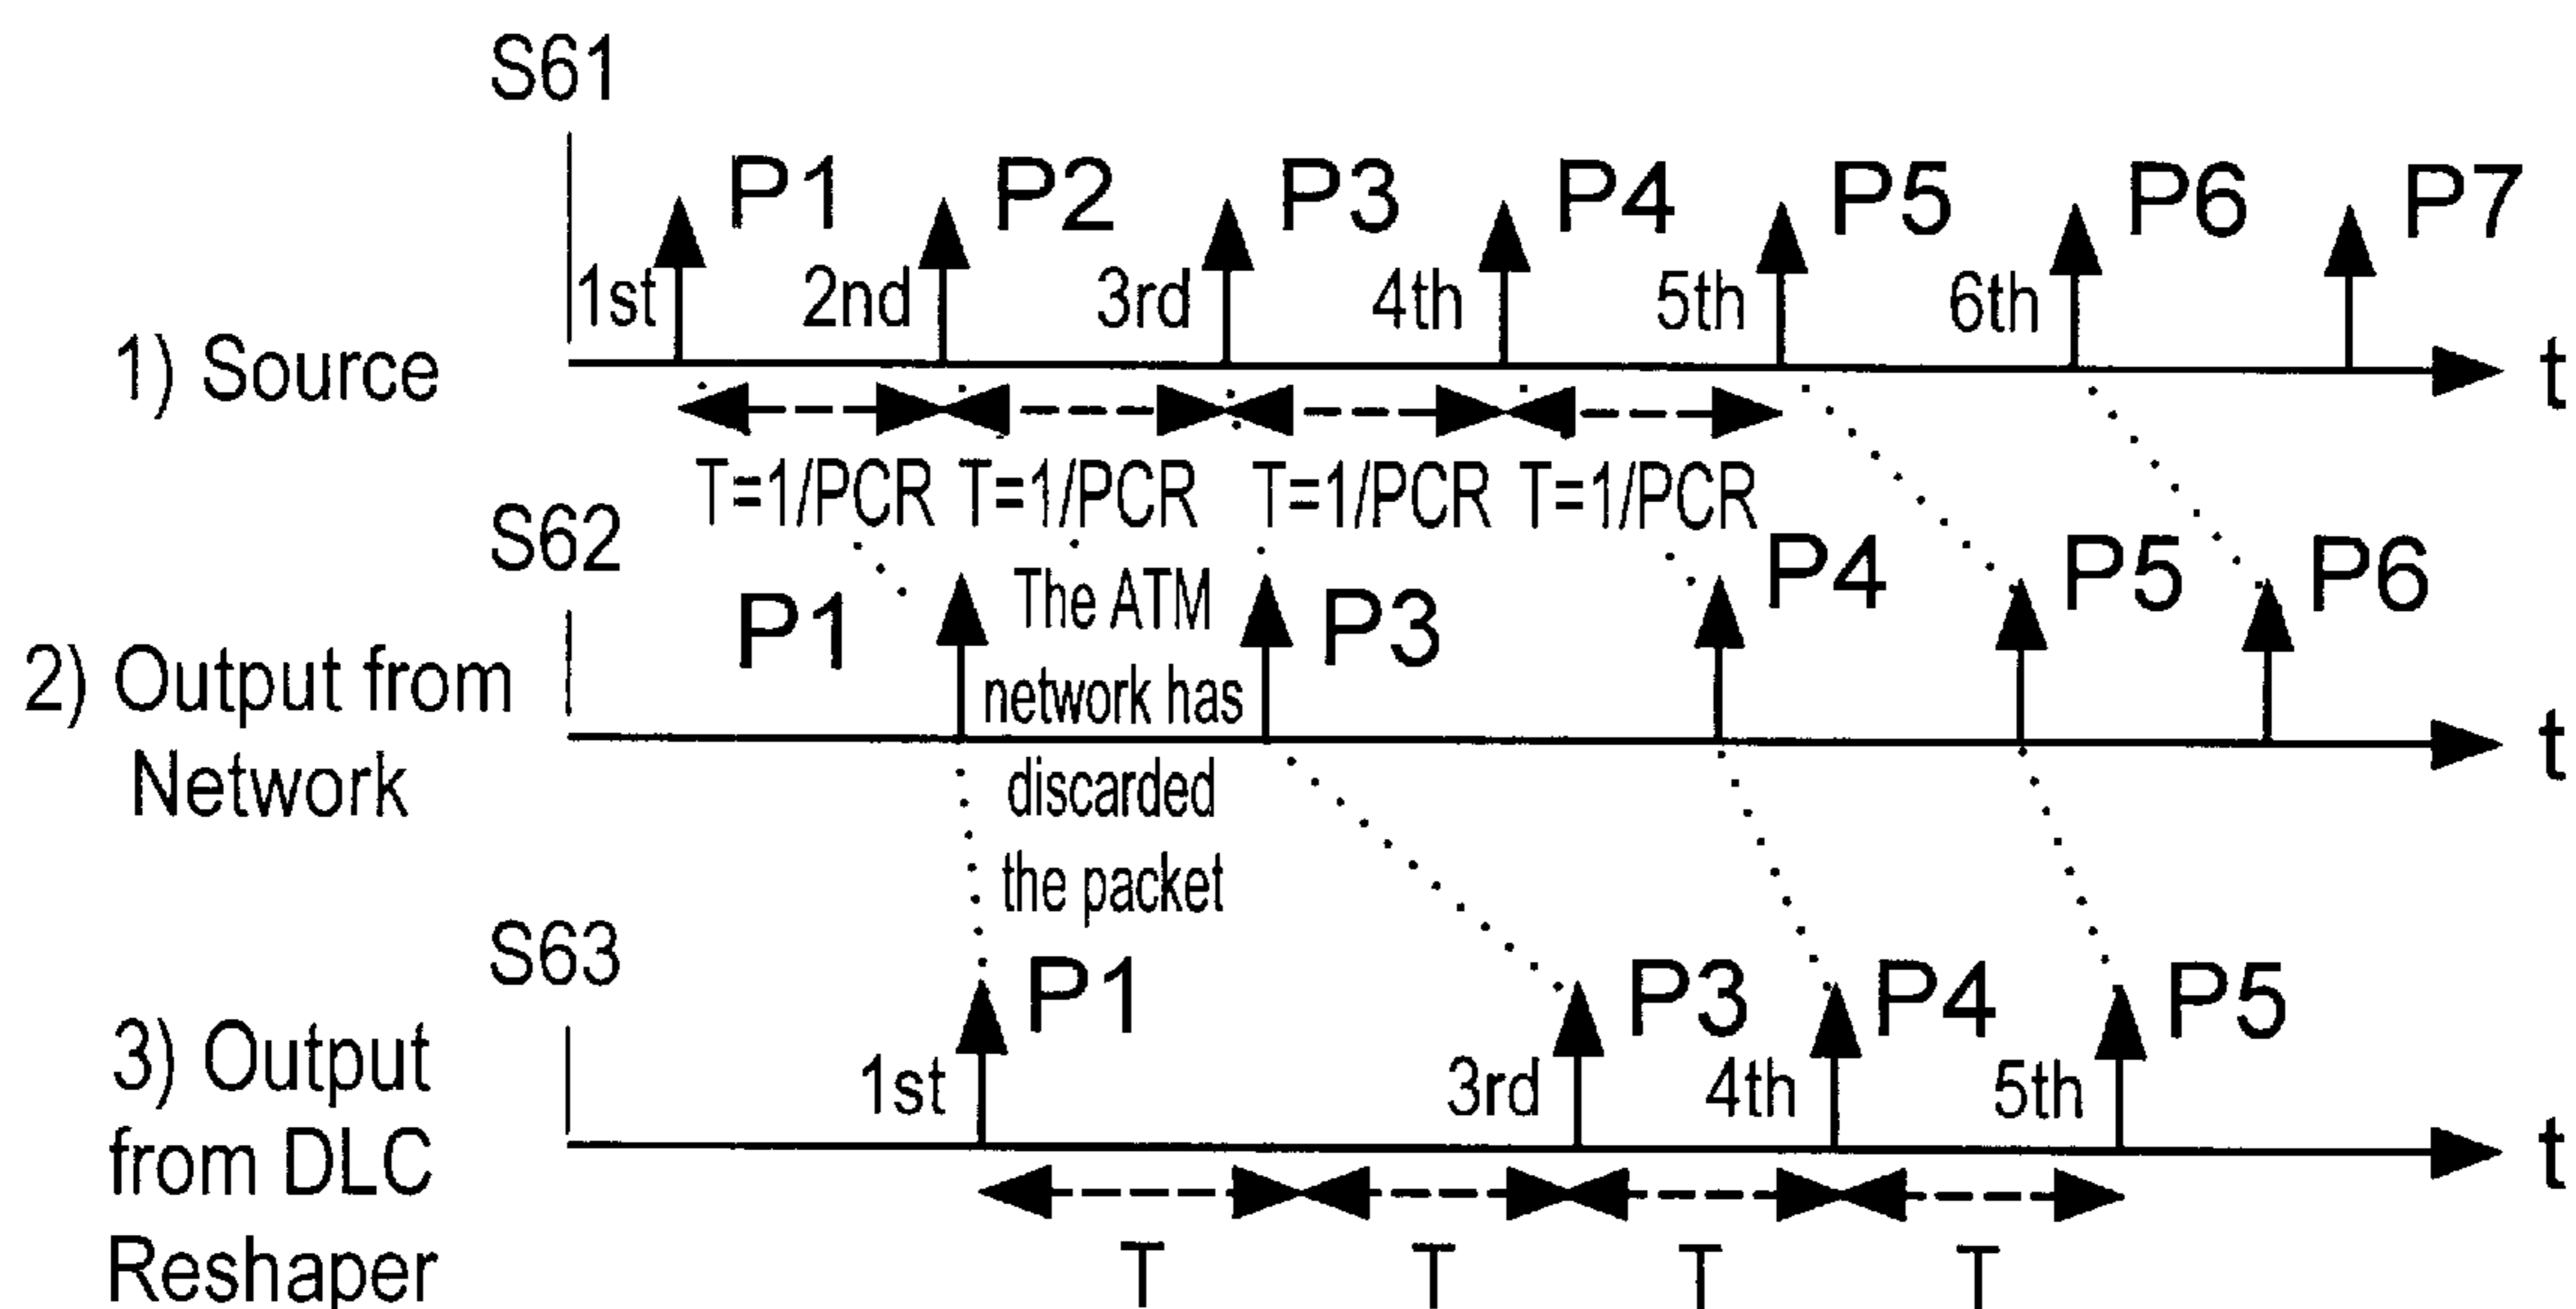 S61
P1 P2 P3 P4 P5 P6 P7
1st 2nd 3rd 4th 5th 6th
1) Source
t
T=1/PCR T=1/PCR T=1/PCR T=1/PCR
S62
P1 P3 P4 P5 P6
The ATM
network has
discarded
the packet
2) Output from
Network
t
S63
P1 P3 P4 P5
1st 3rd 4th 5th
3) Output
from DLC
Reshaper
t
T T T T